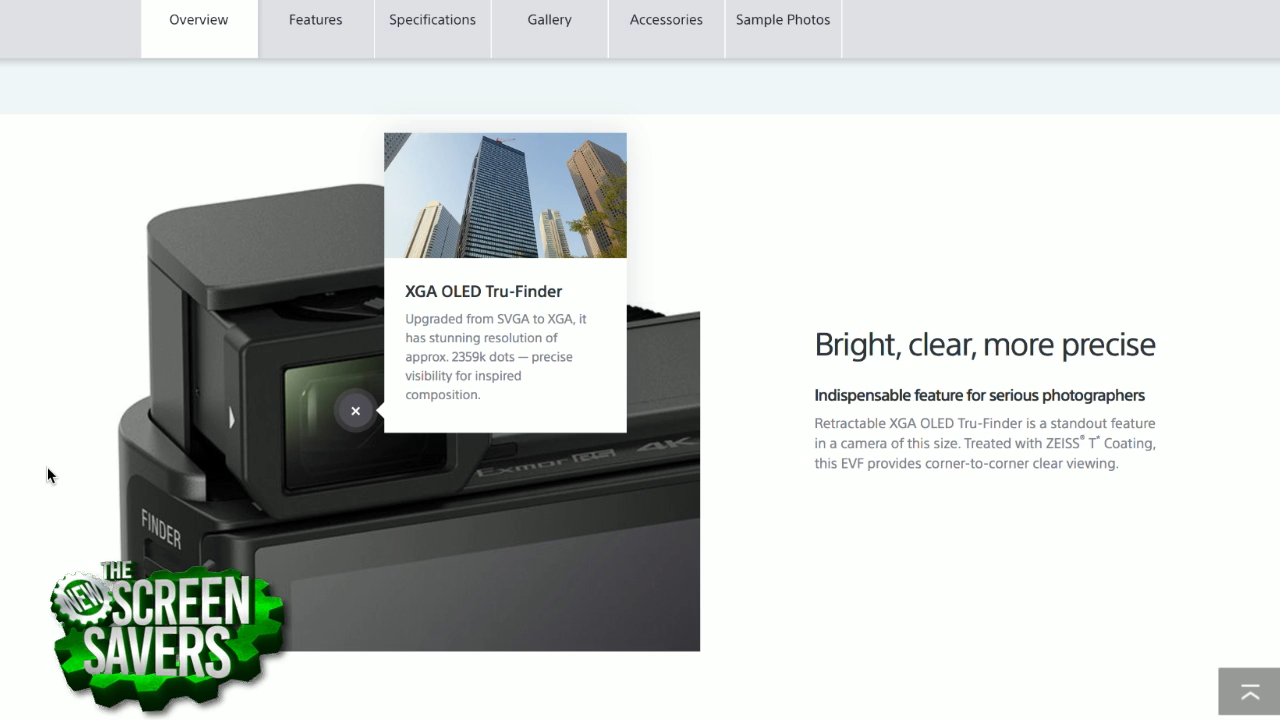 Overview
Features
Specifications
Gallery
Accessories
Sample Photos
XGA OLED Tru-Finder
Upgraded from SVGA to XGA, it
has stunning resolution of
approx. 2359k dots — precise
visibility for inspired
composition.
Bright, clear, more precise
Indispensable feature for serious photographers
Retractable XGA OLED Tru-Finder is a standout feature
in a camera of this size. Treated with ZEISS® T* Coating,
this EVF provides corner-to-corner clear viewing.
Exmor RS 4K
FINDER
THE
NEW SCREEN
SAVERS